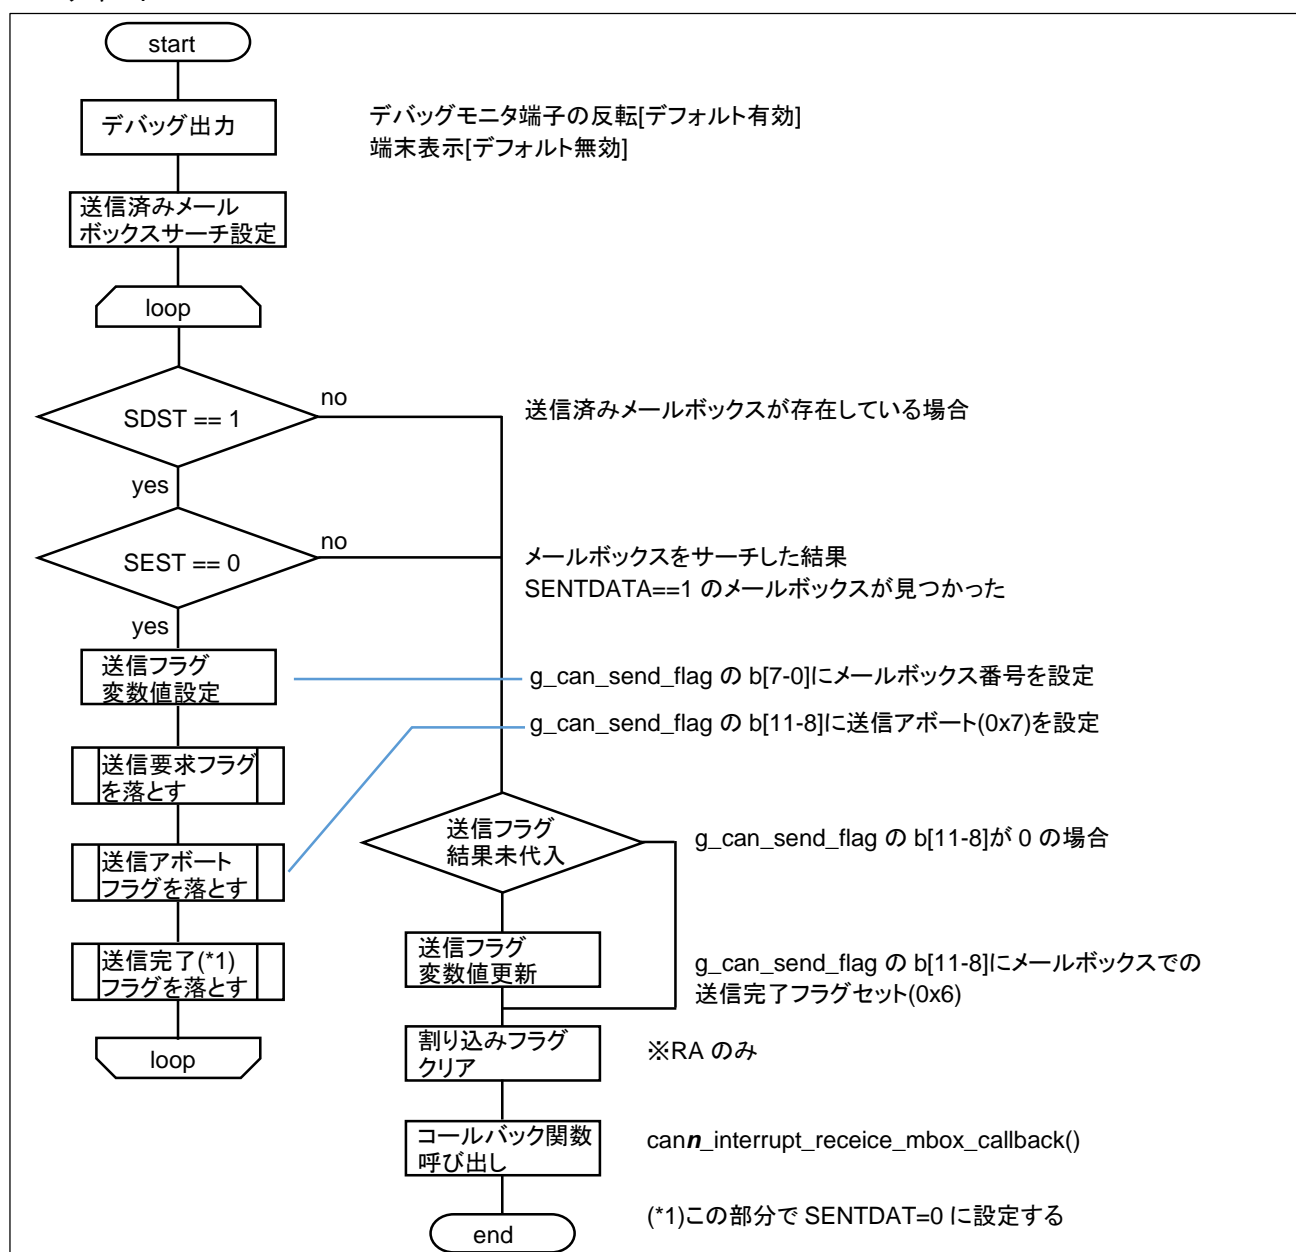 start
デバッグ出力
デバッグモニタ端子の反転[デフォルト有効]
端末表示[デフォルト無効]
送信済みメール
ボックスサーチ設定
loop
SDST == 1
no
送信済みメールボックスが存在している場合
yes
SEST == 0
no
メールボックスをサーチした結果
SENTDATA==1 のメールボックスが見つかった
yes
送信フラグ
変数値設定
g_can_send_flag の b[7-0]にメールボックス番号を設定
g_can_send_flag の b[11-8]に送信アボート(0x7)を設定
送信要求フラグ
を落とす
送信アボート
フラグを落とす
送信完了(*1)
フラグを落とす
loop
送信フラグ
結果未代入
g_can_send_flag の b[11-8]が 0 の場合
送信フラグ
変数値更新
g_can_send_flag の b[11-8]にメールボックスでの
送信完了フラグセット(0x6)
割り込みフラグ
クリア
※RA のみ
コールバック関数
呼び出し
cann_interrupt_receice_mbox_callback()
end
(*1)この部分で SENTDAT=0 に設定する